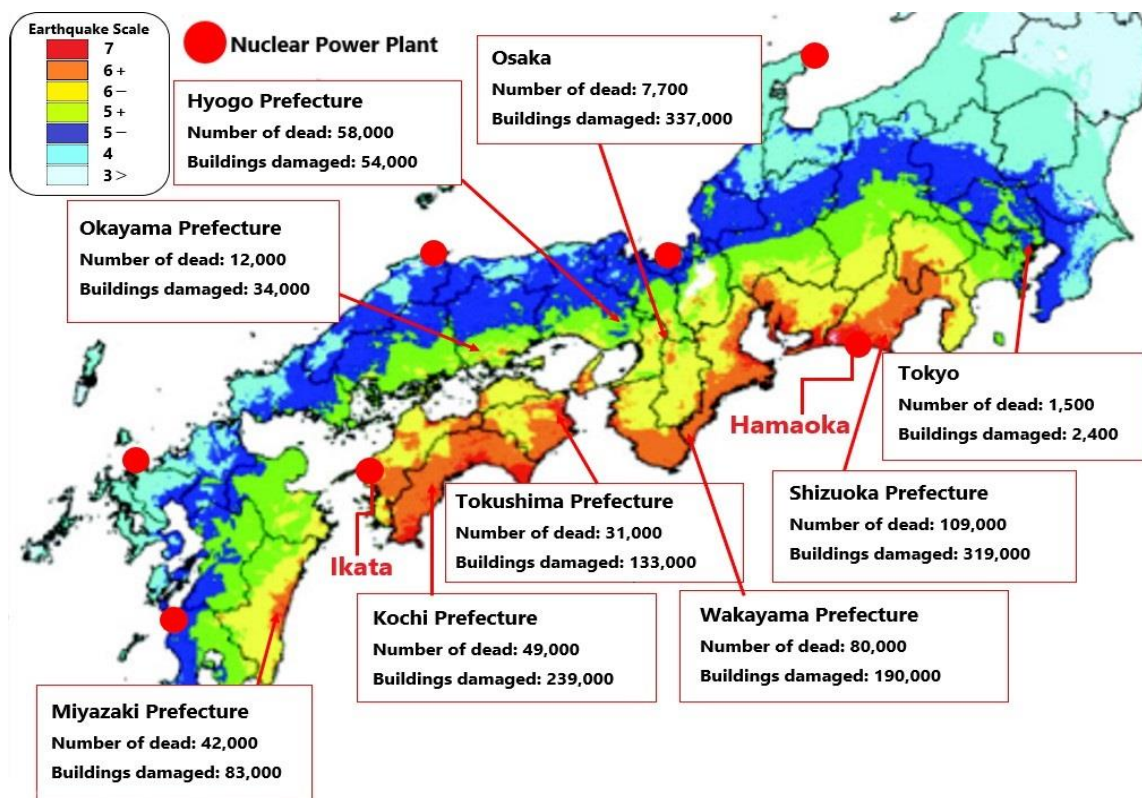 Earthquake Scale
7
6+
6−
5+
5−
4
3>
Nuclear Power Plant
Hyogo Prefecture
Number of dead: 58,000
Buildings damaged: 54,000
Osaka
Number of dead: 7,700
Buildings damaged: 337,000
Okayama Prefecture
Number of dead: 12,000
Buildings damaged: 34,000
Tokyo
Number of dead: 1,500
Buildings damaged: 2,400
Hamaoka
Shizuoka Prefecture
Number of dead: 109,000
Buildings damaged: 319,000
Tokushima Prefecture
Number of dead: 31,000
Buildings damaged: 133,000
Ikata
Kochi Prefecture
Number of dead: 49,000
Buildings damaged: 239,000
Wakayama Prefecture
Number of dead: 80,000
Buildings damaged: 190,000
Miyazaki Prefecture
Number of dead: 42,000
Buildings damaged: 83,000